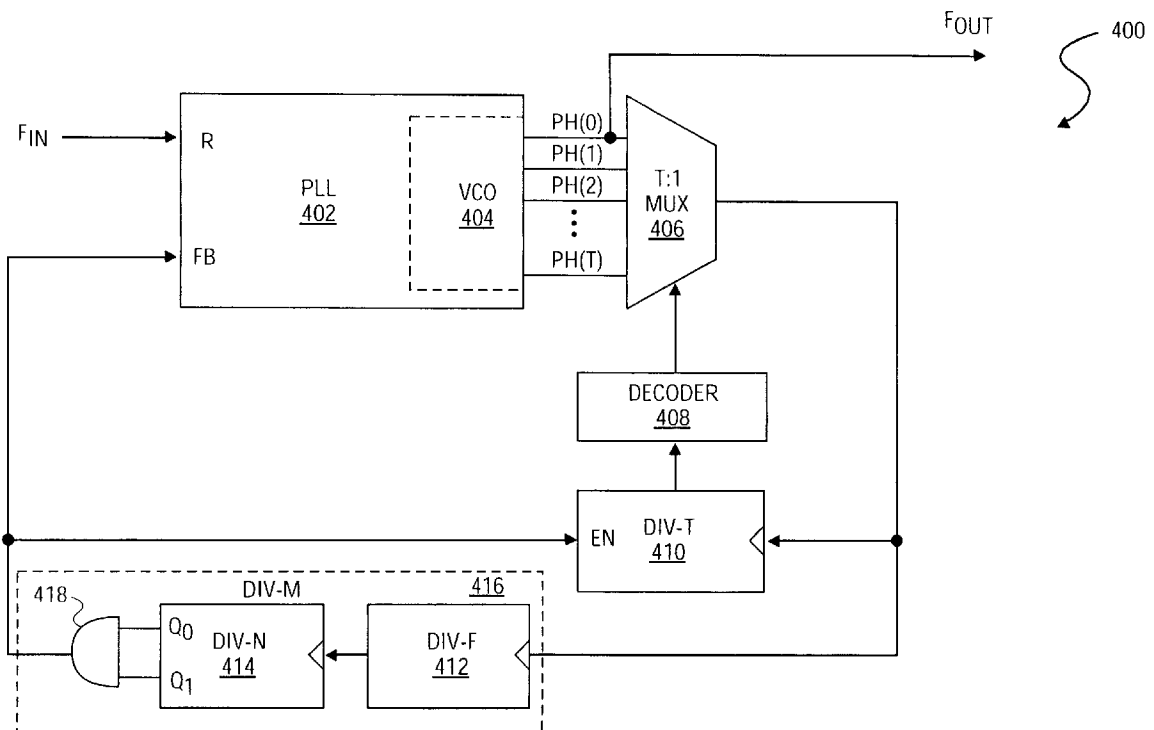 FOUT
400
FIN
R
PLL
402
FB
VCO
404
PH(0)
PH(1)
PH(2)
PH(T)
T:1
MUX
406
DECODER
408
EN
DIV-T
410
418
DIV-M
416
Q0
Q1
DIV-N
414
DIV-F
412